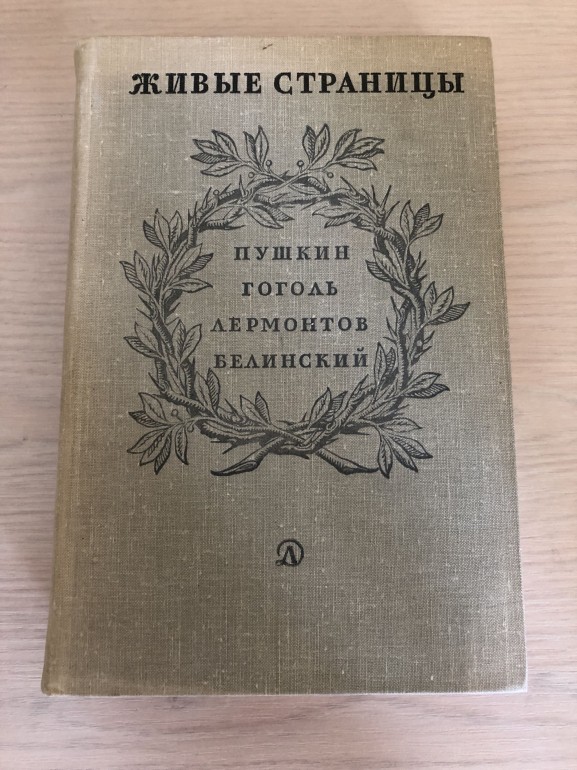 ЖИВЫЕ СТРАНИЦЫ
ПУШКИН
ГОГОЛЬ
ЛЕРМОНТОВ
БЕЛИНСКИЙ